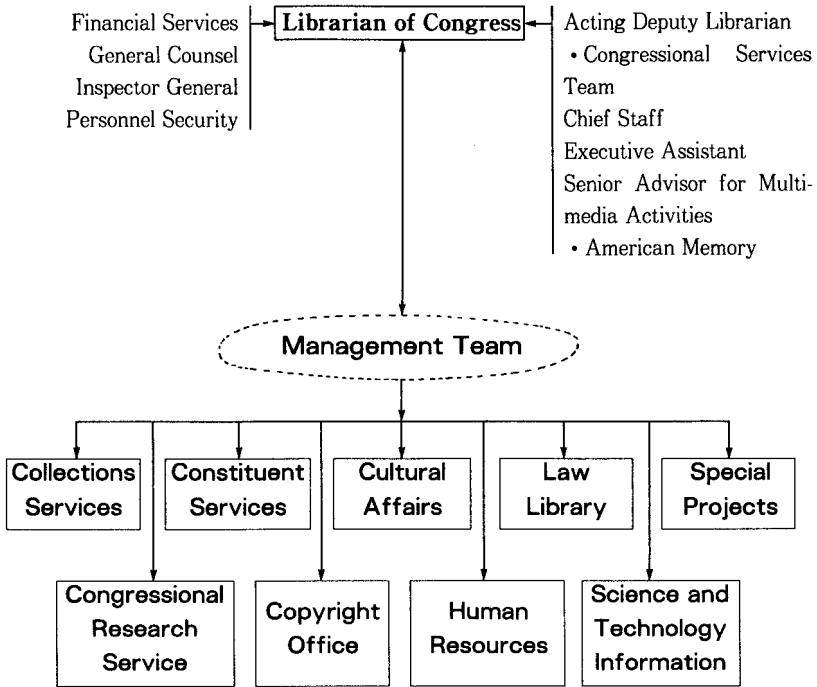 Financial Services
General Counsel
Inspector General
Personnel Security
Librarian of Congress
Acting Deputy Librarian
• Congressional Services
Team
Chief Staff
Executive Assistant
Senior Advisor for Multi-
media Activities
• American Memory
Management Team
Collections
Services
Constituent
Services
Cultural
Affairs
Law
Library
Special
Projects
Congressional
Research
Service
Copyright
Office
Human
Resources
Science and
Technology
Information